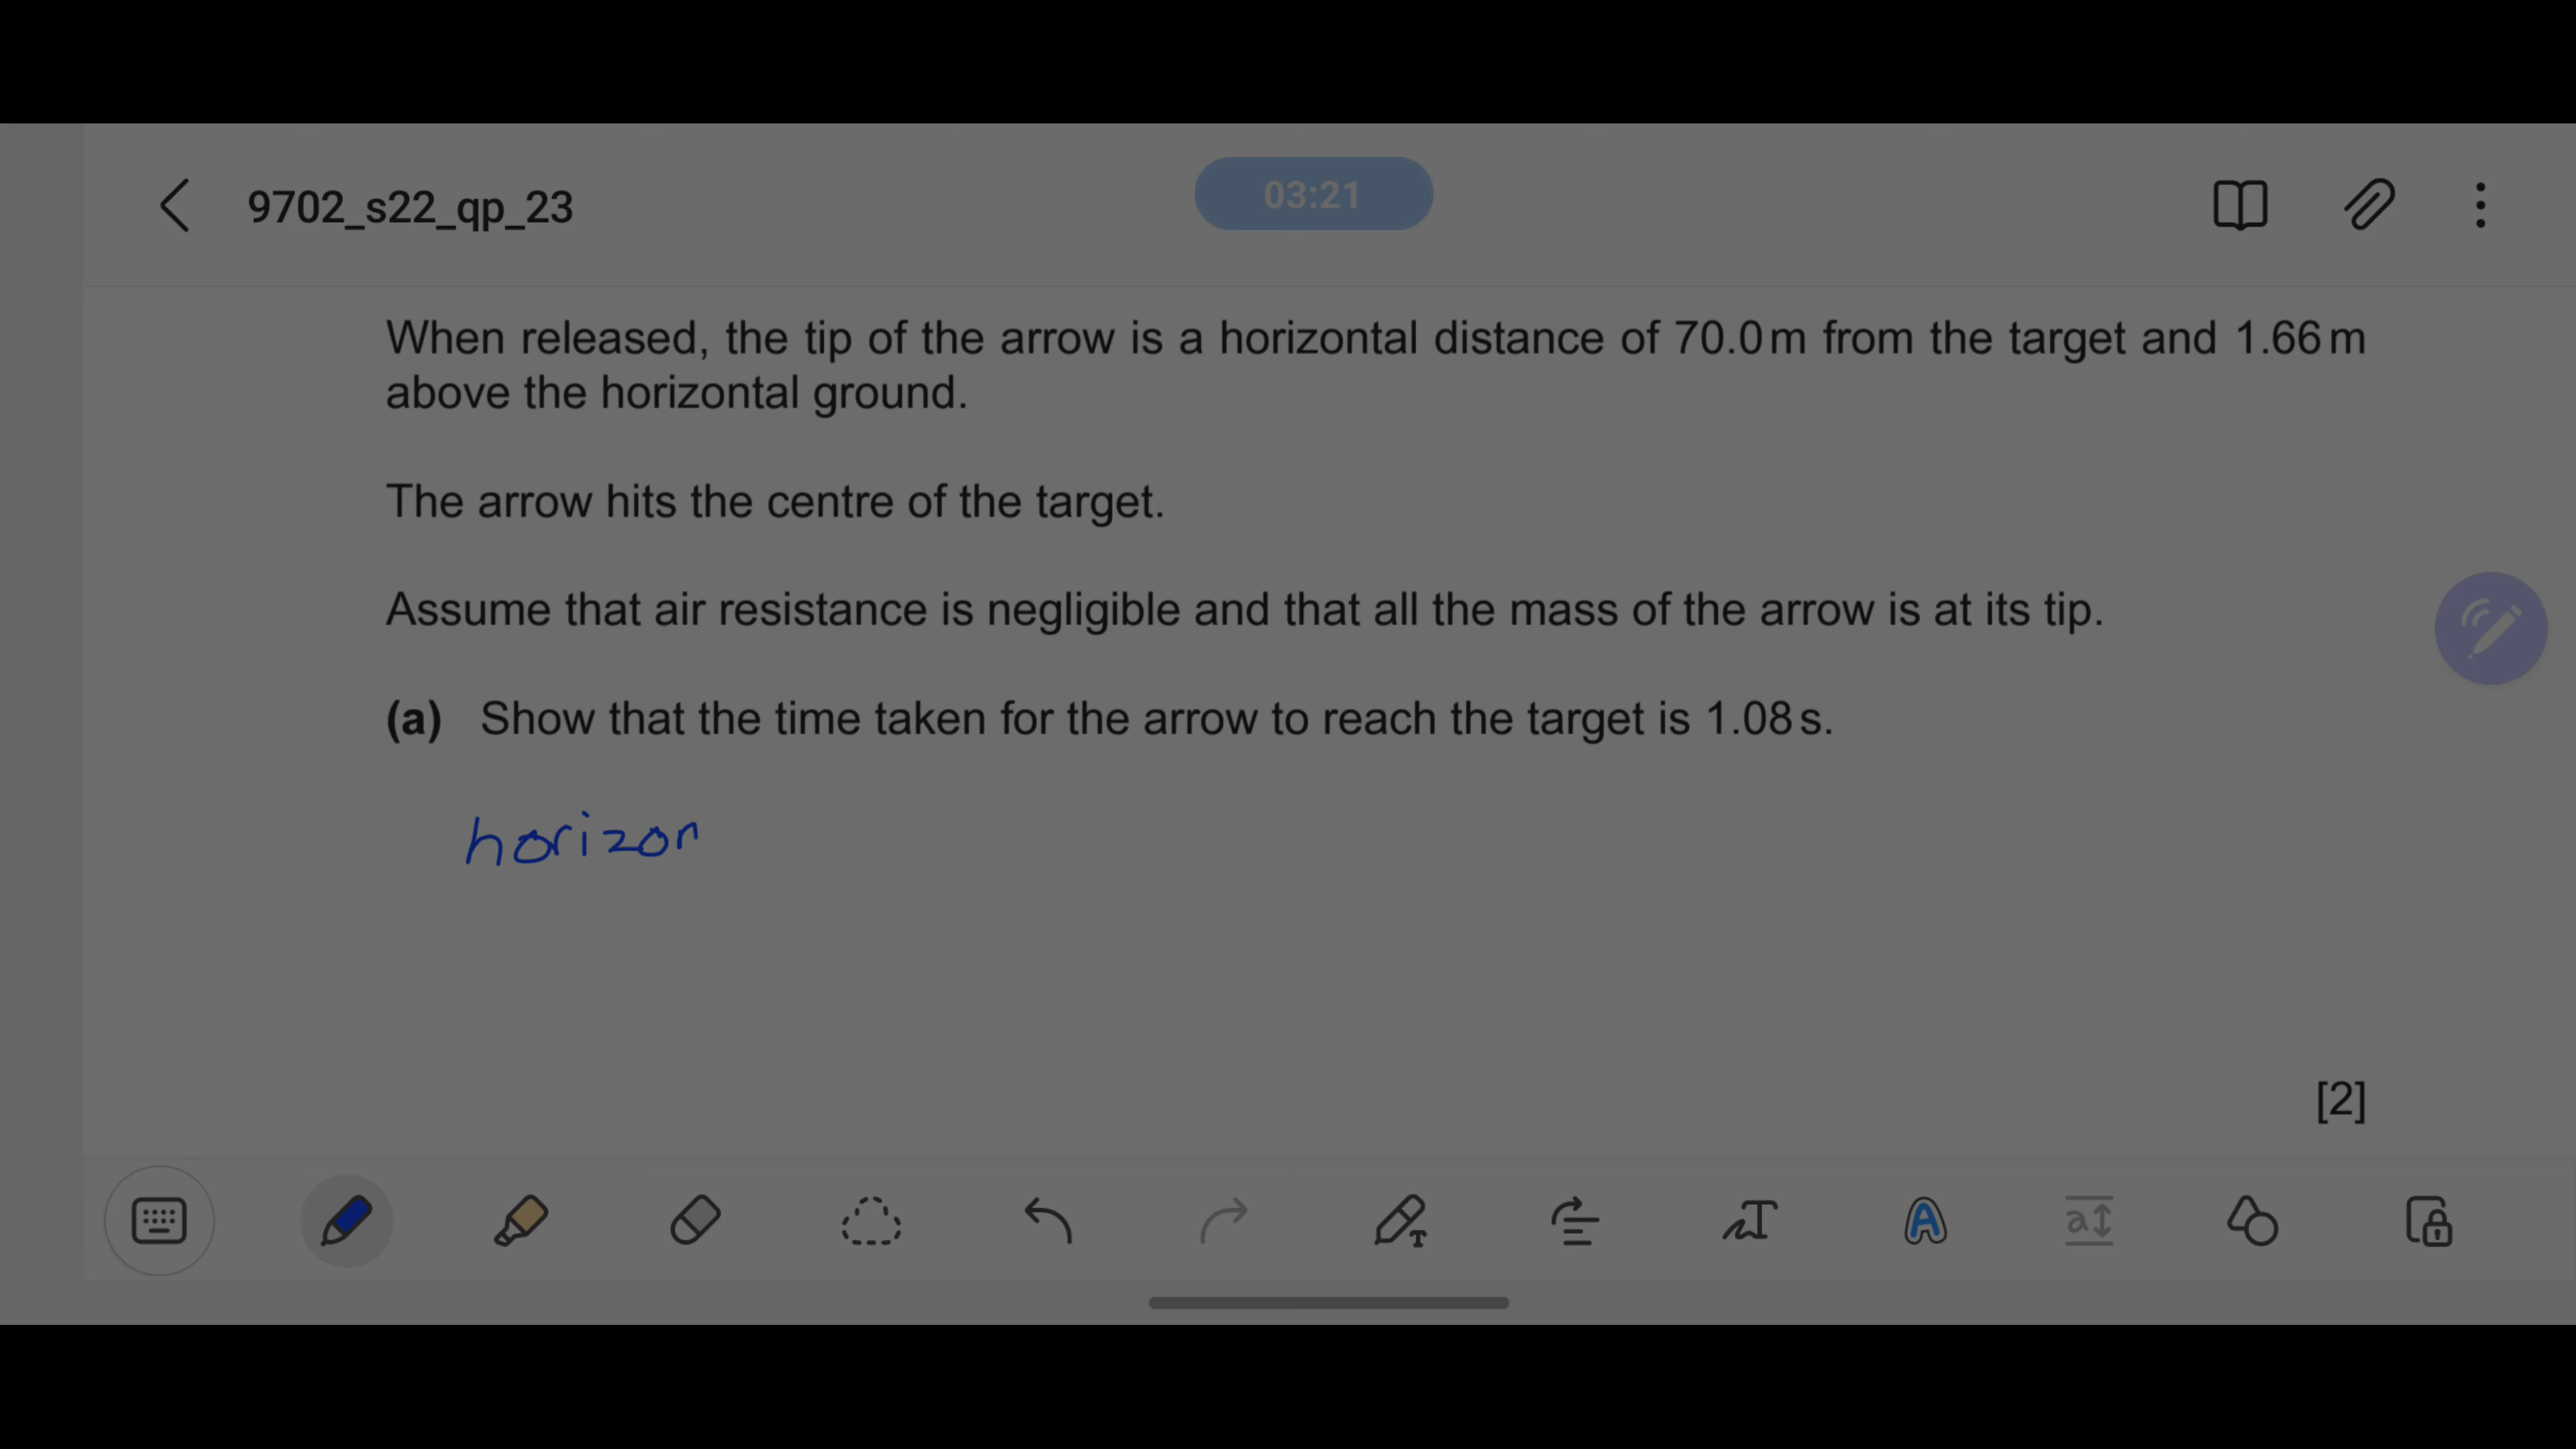 9702_s22_qp_23
03:21
When released, the tip of the arrow is a horizontal distance of 70.0 m from the target and 1.66 m
above the horizontal ground.
The arrow hits the centre of the target.
Assume that air resistance is negligible and that all the mass of the arrow is at its tip.
(a) Show that the time taken for the arrow to reach the target is 1.08 s.
horizon
[2]